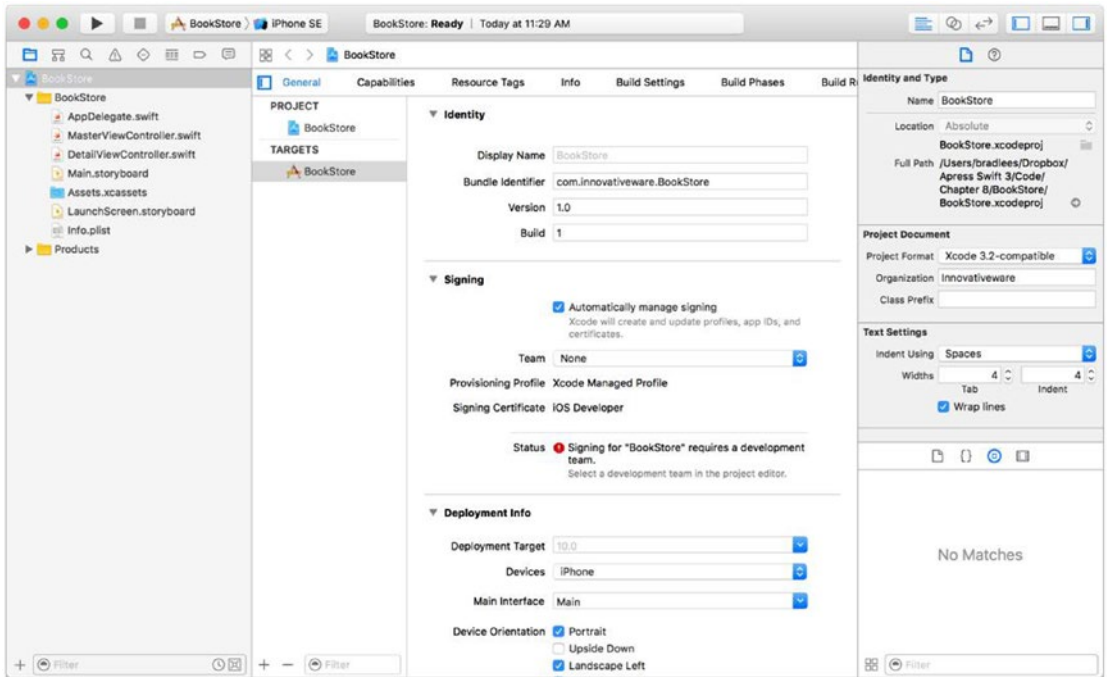 BookStore
iPhone SE
BookStore: Ready | Today at 11:29 AM
BookStore
BookStore
AppDelegate.swift
MasterViewController.swift
DetailViewController.swift
Main.storyboard
Assets.xcassets
LaunchScreen.storyboard
Info.plist
Products
Filter
BookStore
General
Capabilities
Resource Tags
Info
Build Settings
Build Phases
Build R
PROJECT
BookStore
TARGETS
BookStore
Filter
Identity
Display Name BookStore
Bundle Identifier com.innovativeware.BookStore
Version 1.0
Build 1
Signing
Automatically manage signing
Xcode will create and update profiles, app IDs, and
certificates.
Team None
Provisioning Profile Xcode Managed Profile
Signing Certificate iOS Developer
Status Signing for "BookStore" requires a development
team.
Select a development team in the project editor.
Deployment Info
Deployment Target 10.0
Devices iPhone
Main Interface Main
Device Orientation Portrait
Upside Down
Landscape Left
Identity and Type
Name BookStore
Location Absolute
BookStore.xcodeproj
Full Path /Users/bradlees/Dropbox/
Apress Swift 3/Code/
Chapter 8/BookStore/
BookStore.xcodeproj
Project Document
Project Format Xcode 3.2-compatible
Organization Innovativeware
Class Prefix
Text Settings
Indent Using Spaces
Widths 4 4
Tab Indent
Wrap lines
{}
No Matches
Filter